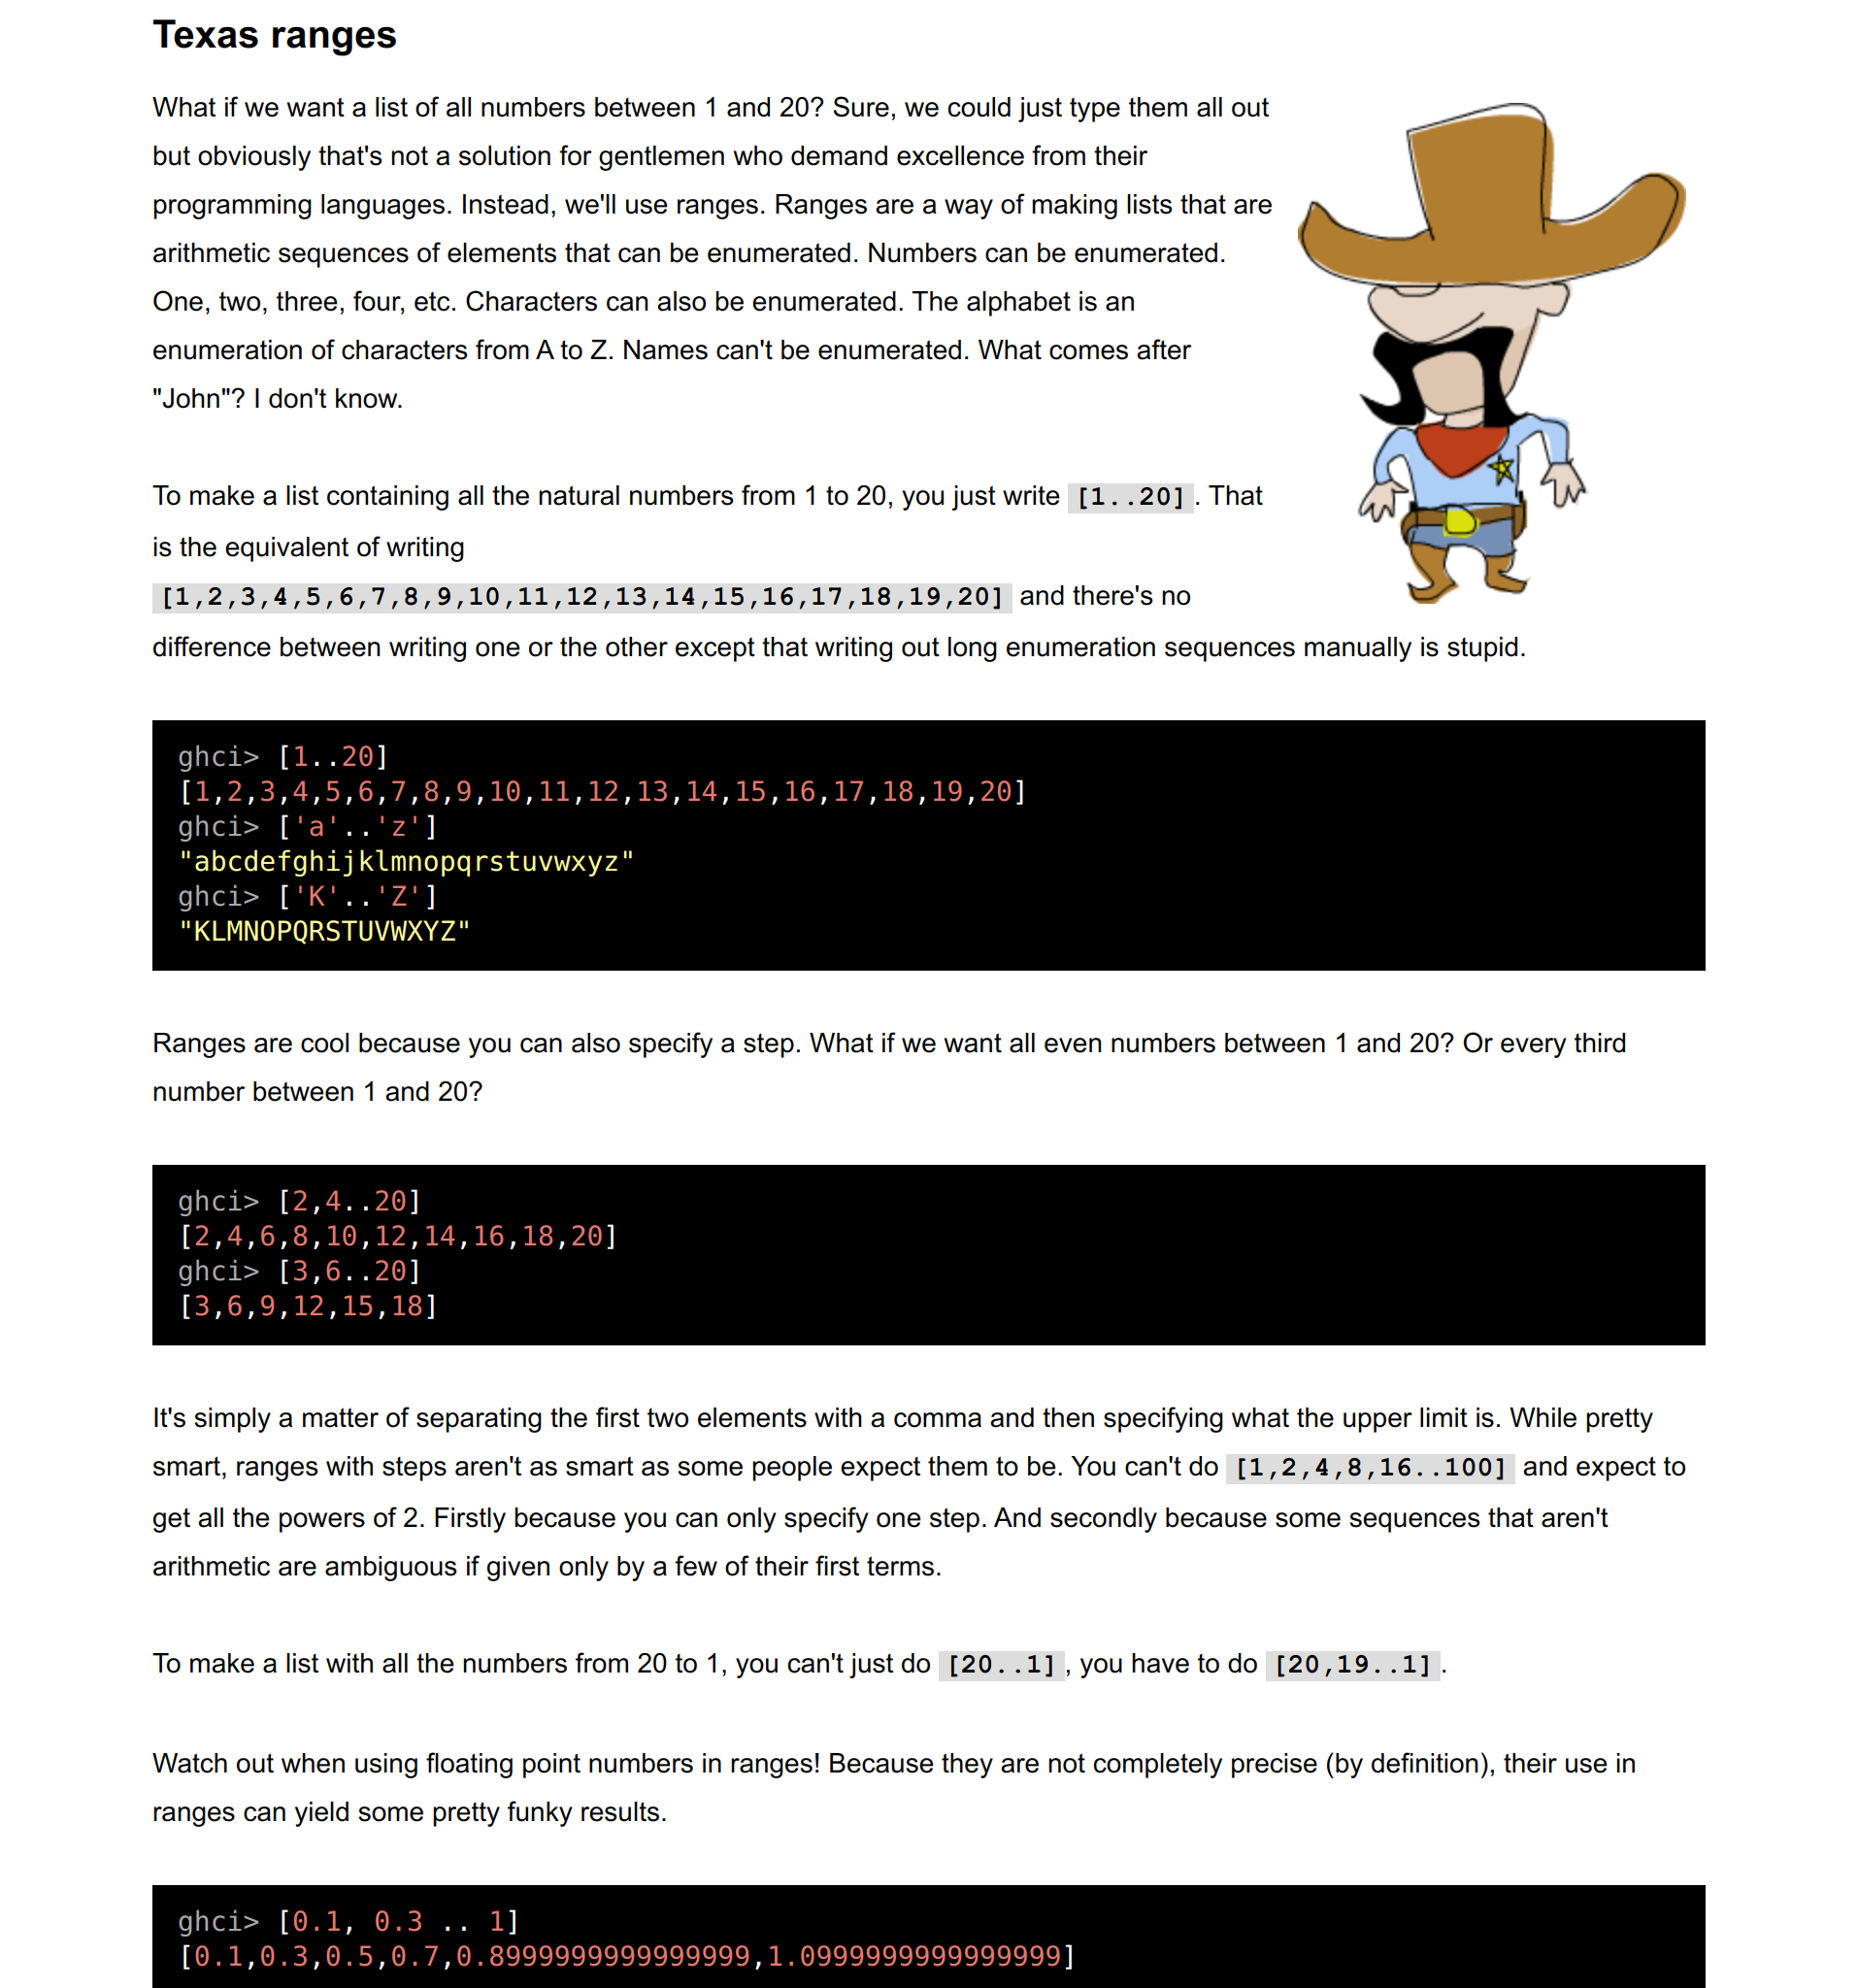 Texas ranges
What if we want a list of all numbers between 1 and 20? Sure, we could just type them all out
but obviously that's not a solution for gentlemen who demand excellence from their
programming languages. Instead, we'll use ranges. Ranges are a way of making lists that are
arithmetic sequences of elements that can be enumerated. Numbers can be enumerated.
One, two, three, four, etc. Characters can also be enumerated. The alphabet is an
enumeration of characters from A to Z. Names can't be enumerated. What comes after
"John"? I don't know.
To make a list containing all the natural numbers from 1 to 20, you just write [1..20]. That
is the equivalent of writing
[1,2,3,4,5,6,7,8,9,10,11,12,13,14,15,16,17,18,19,20] and there's no
difference between writing one or the other except that writing out long enumeration sequences manually is stupid.
ghci> [1..20]
[1,2,3,4,5,6,7,8,9,10,11,12,13,14,15,16,17,18,19,20]
ghci> ['a'..'z']
"abcdefghijklmnopqrstuvwxyz"
ghci> ['K'..'Z']
"KLMNOPQRSTUVWXYZ"
Ranges are cool because you can also specify a step. What if we want all even numbers between 1 and 20? Or every third
number between 1 and 20?
ghci> [2,4..20]
[2,4,6,8,10,12,14,16,18,20]
ghci> [3,6..20]
[3,6,9,12,15,18]
It's simply a matter of separating the first two elements with a comma and then specifying what the upper limit is. While pretty
smart, ranges with steps aren't as smart as some people expect them to be. You can't do [1,2,4,8,16..100] and expect to
get all the powers of 2. Firstly because you can only specify one step. And secondly because some sequences that aren't
arithmetic are ambiguous if given only by a few of their first terms.
To make a list with all the numbers from 20 to 1, you can't just do [20..1], you have to do [20,19..1].
Watch out when using floating point numbers in ranges! Because they are not completely precise (by definition), their use in
ranges can yield some pretty funky results.
ghci> [0.1, 0.3 .. 1]
[0.1,0.3,0.5,0.7,0.8999999999999999,1.0999999999999999]